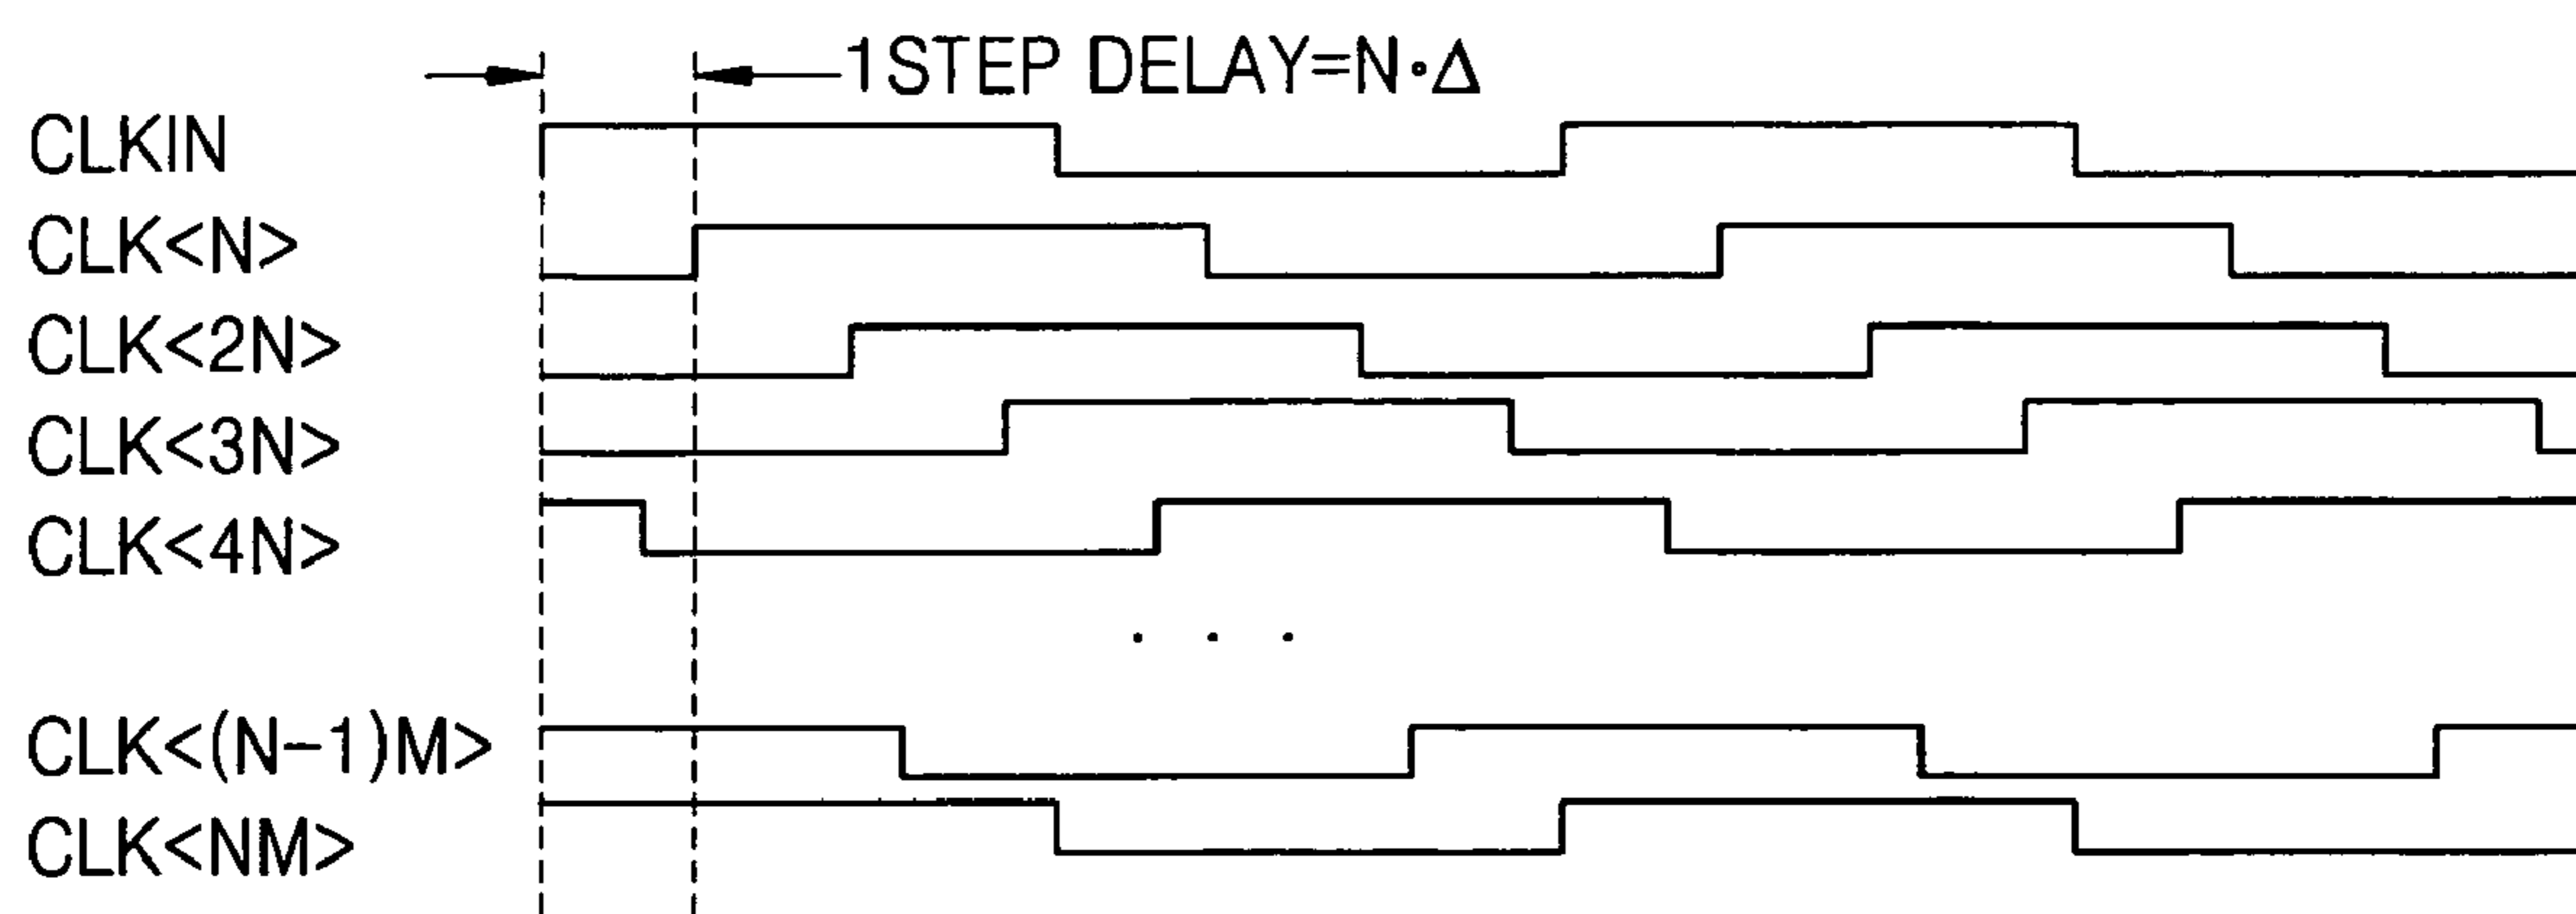 1STEP DELAY=N·Δ
CLKIN
CLK<N>
CLK<2N>
CLK<3N>
CLK<4N>
. . .
CLK<(N-1)M>
CLK<NM>